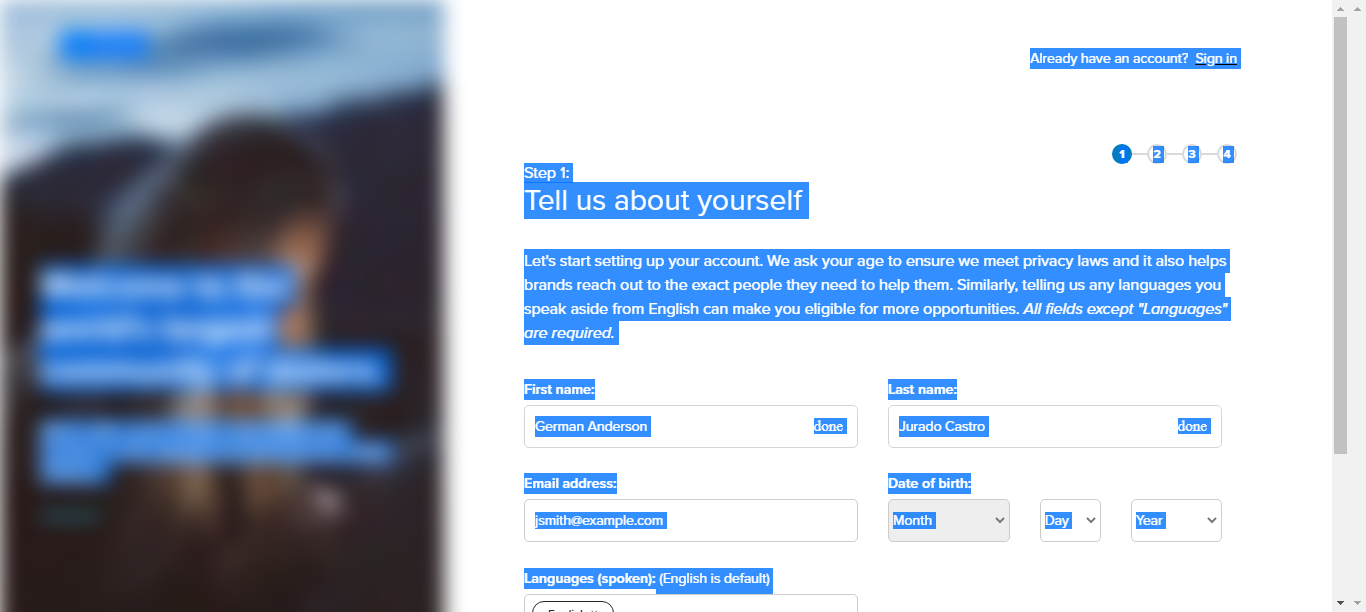 Already have an account? Sign in
1 2 3 4
Step 1:
Tell us about yourself
Let's start setting up your account. We ask your age to ensure we meet privacy laws and it also helps
brands reach out to the exact people they need to help them. Similarly, telling us any languages you
speak aside from English can make you eligible for more opportunities. All fields except "Languages"
are required.
First name: Last name:
German Anderson done Jurado Castro done
Email address: Date of birth:
jsmith@example.com Month Day Year
Languages (spoken): (English is default)